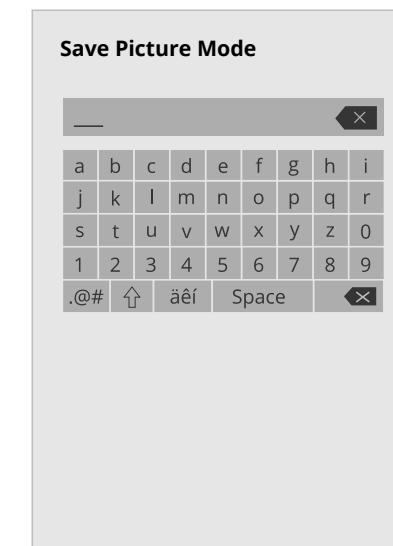 Save Picture Mode
a b c d e f g h i
j k l m n o p q r
s t u v w x y z 0
1 2 3 4 5 6 7 8 9
.@# äêí Space